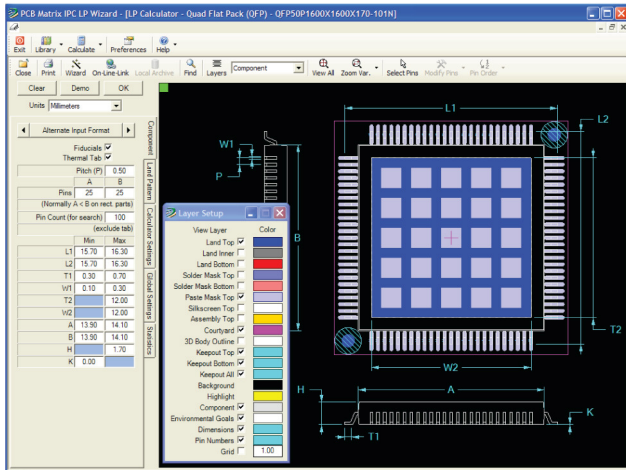 PCB Matrix IPC LP Wizard - [LP Calculator - Quad Flat Pack (QFP) - QFP50P1600X1600X170-101N]
Exit Library Calculate Preferences Help
Close Print Wizard On-Line-Link Local Archive Find Layers Component View All Zoom Var. Select Pins Modify Pins Pin Order
Clear Demo OK
Units Millimeters
Alternate Input Format
Fiducials
Thermal Tab
Pitch (P) 0.50
A B
Pins 25 25
(Normally A < B on rect. parts)
Pin Count (for search) 100
(exclude tab)
Min Max
L1 15.70 16.30
L2 15.70 16.30
T1 0.30 0.70
W1 0.10 0.30
T2 12.00
W2 12.00
A 13.90 14.10
B 13.90 14.10
H 1.70
K 0.00
Component
Land Pattern
Calculator Settings
Global Settings
Statistics
Layer Setup
View Layer Color
Land Top
Land Inner
Land Bottom
Solder Mask Top
Solder Mask Bottom
Paste Mask Top
Silkscreen Top
Assembly Top
Courtyard
3D Body Outline
Keepout Top
Keepout Bottom
Keepout All
Background
Highlight
Component
Environmental Goals
Dimensions
Pin Numbers
Grid 1.00
L1
L2
W1
P
B
T2
W2
H
A
K
T1